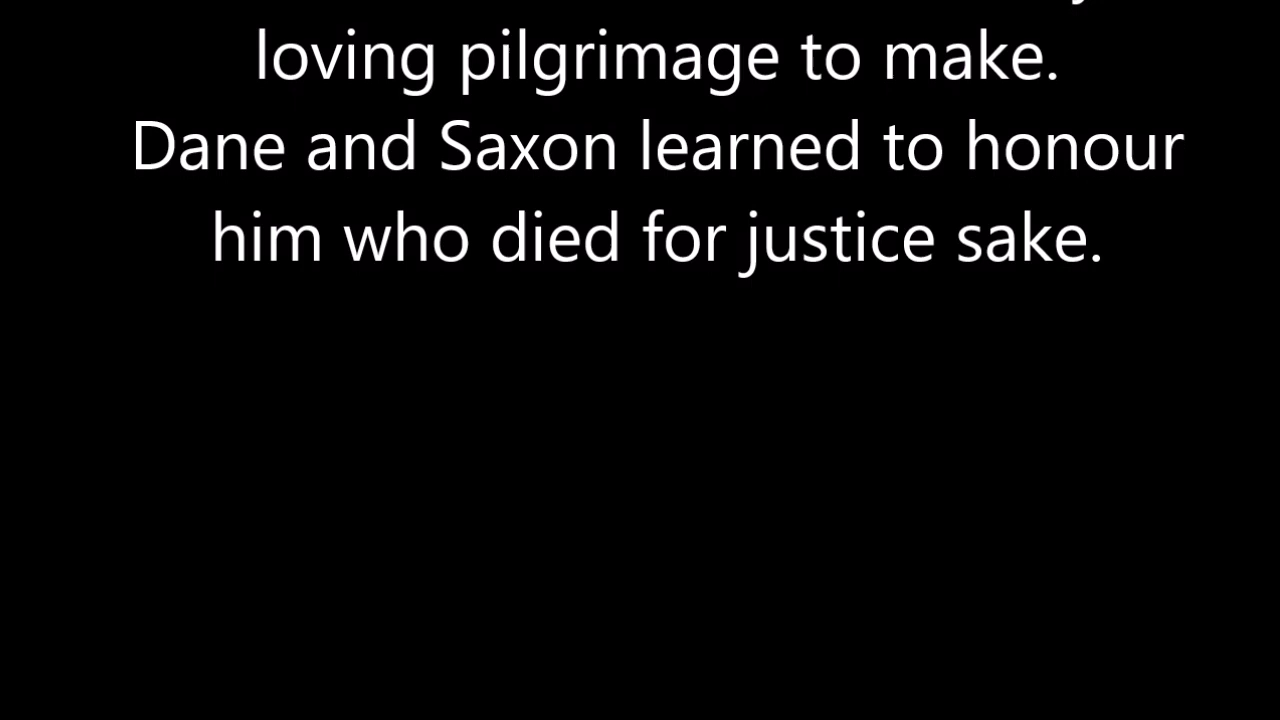 loving pilgrimage to make.
Dane and Saxon learned to honour
him who died for justice sake.